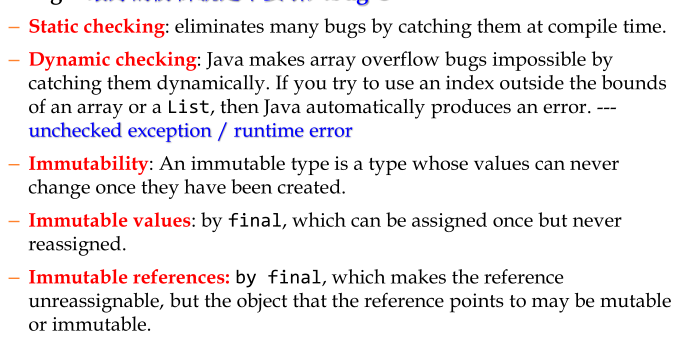 – Static checking: eliminates many bugs by catching them at compile time.
– Dynamic checking: Java makes array overflow bugs impossible by
catching them dynamically. If you try to use an index outside the bounds
of an array or a List, then Java automatically produces an error. ---
unchecked exception / runtime error
– Immutability: An immutable type is a type whose values can never
change once they have been created.
– Immutable values: by final, which can be assigned once but never
reassigned.
– Immutable references: by final, which makes the reference
unreassignable, but the object that the reference points to may be mutable
or immutable.